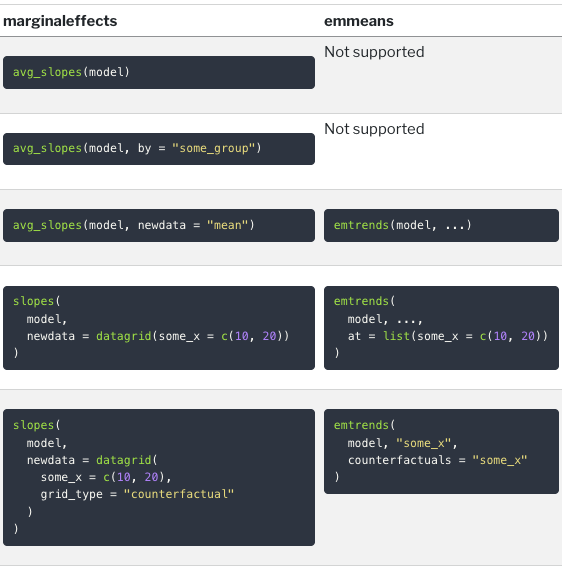 marginaleffects emmeans
avg_slopes(model) Not supported
avg_slopes(model, by = "some_group") Not supported
avg_slopes(model, newdata = "mean") emtrends(model, ...)
slopes(
  model,
  newdata = datagrid(some_x = c(10, 20))
)
emtrends(
  model, ...,
  at = list(some_x = c(10, 20))
)
slopes(
  model,
  newdata = datagrid(
    some_x = c(10, 20),
    grid_type = "counterfactual"
  )
)
emtrends(
  model, "some_x",
  counterfactuals = "some_x"
)